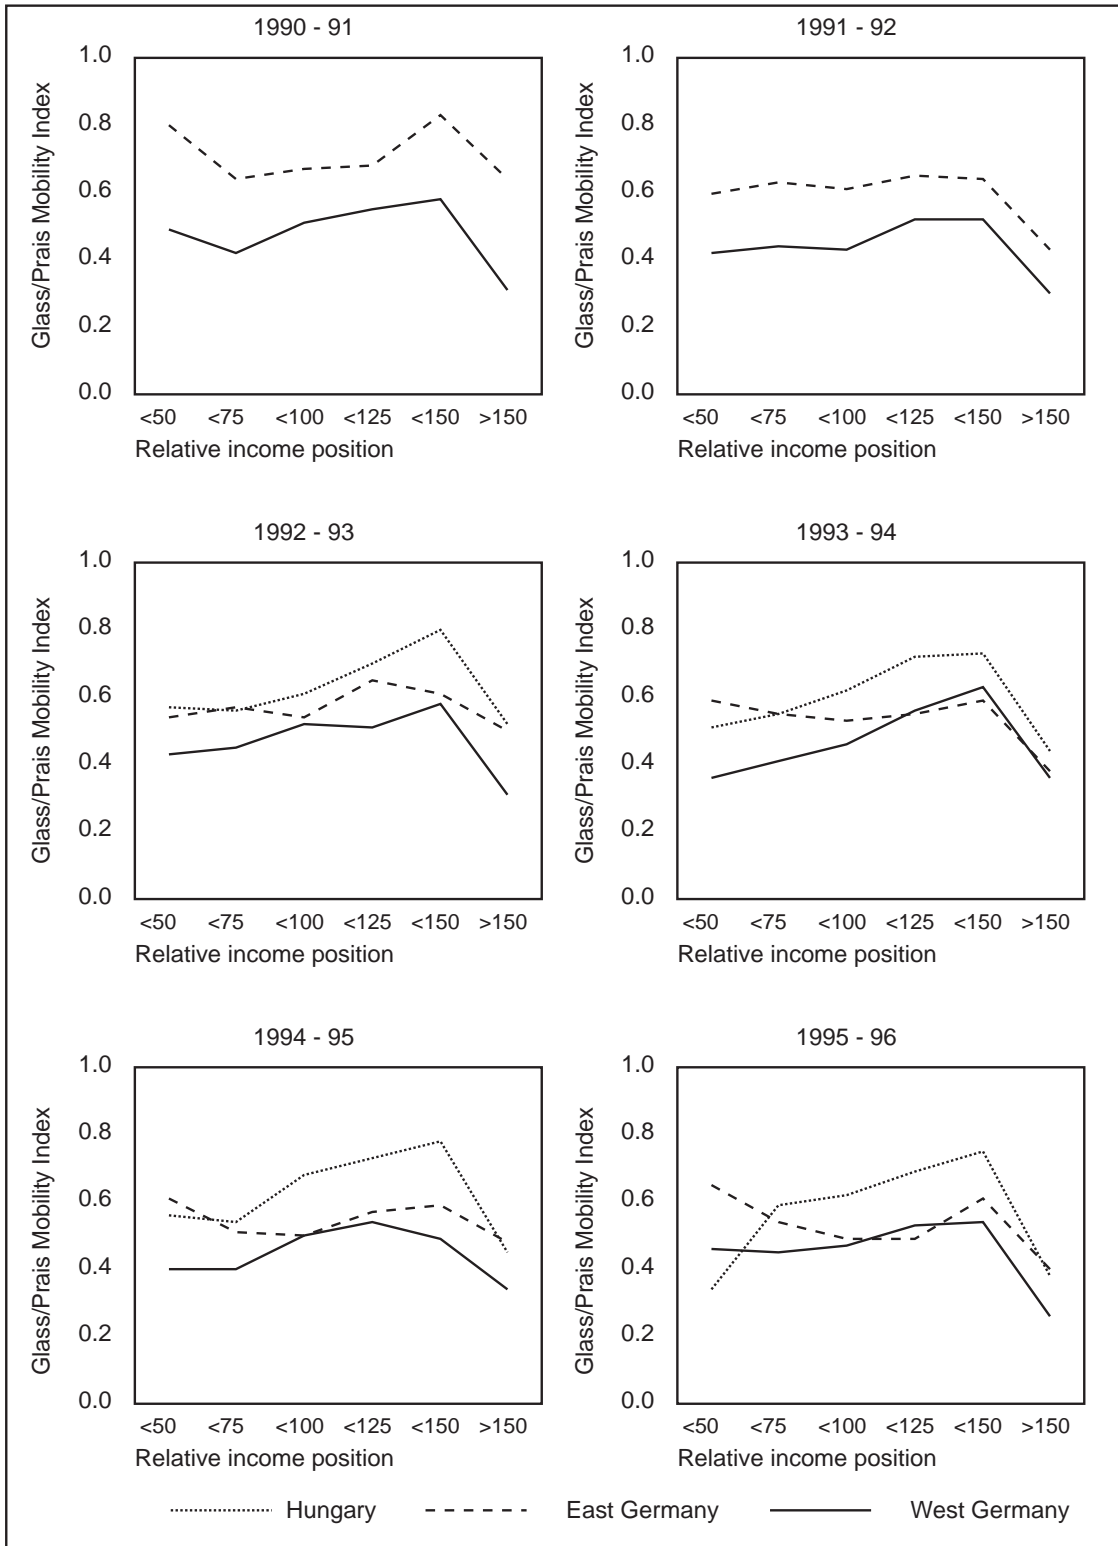 1990 - 91
Glass/Prais Mobility Index
1.0
0.8
0.6
0.4
0.2
0.0
<50 <75 <100 <125 <150 >150
Relative income position
1991 - 92
Glass/Prais Mobility Index
1.0
0.8
0.6
0.4
0.2
0.0
<50 <75 <100 <125 <150 >150
Relative income position
1992 - 93
Glass/Prais Mobility Index
1.0
0.8
0.6
0.4
0.2
0.0
<50 <75 <100 <125 <150 >150
Relative income position
1993 - 94
Glass/Prais Mobility Index
1.0
0.8
0.6
0.4
0.2
0.0
<50 <75 <100 <125 <150 >150
Relative income position
1994 - 95
Glass/Prais Mobility Index
1.0
0.8
0.6
0.4
0.2
0.0
<50 <75 <100 <125 <150 >150
Relative income position
1995 - 96
Glass/Prais Mobility Index
1.0
0.8
0.6
0.4
0.2
0.0
<50 <75 <100 <125 <150 >150
Relative income position
Hungary East Germany West Germany